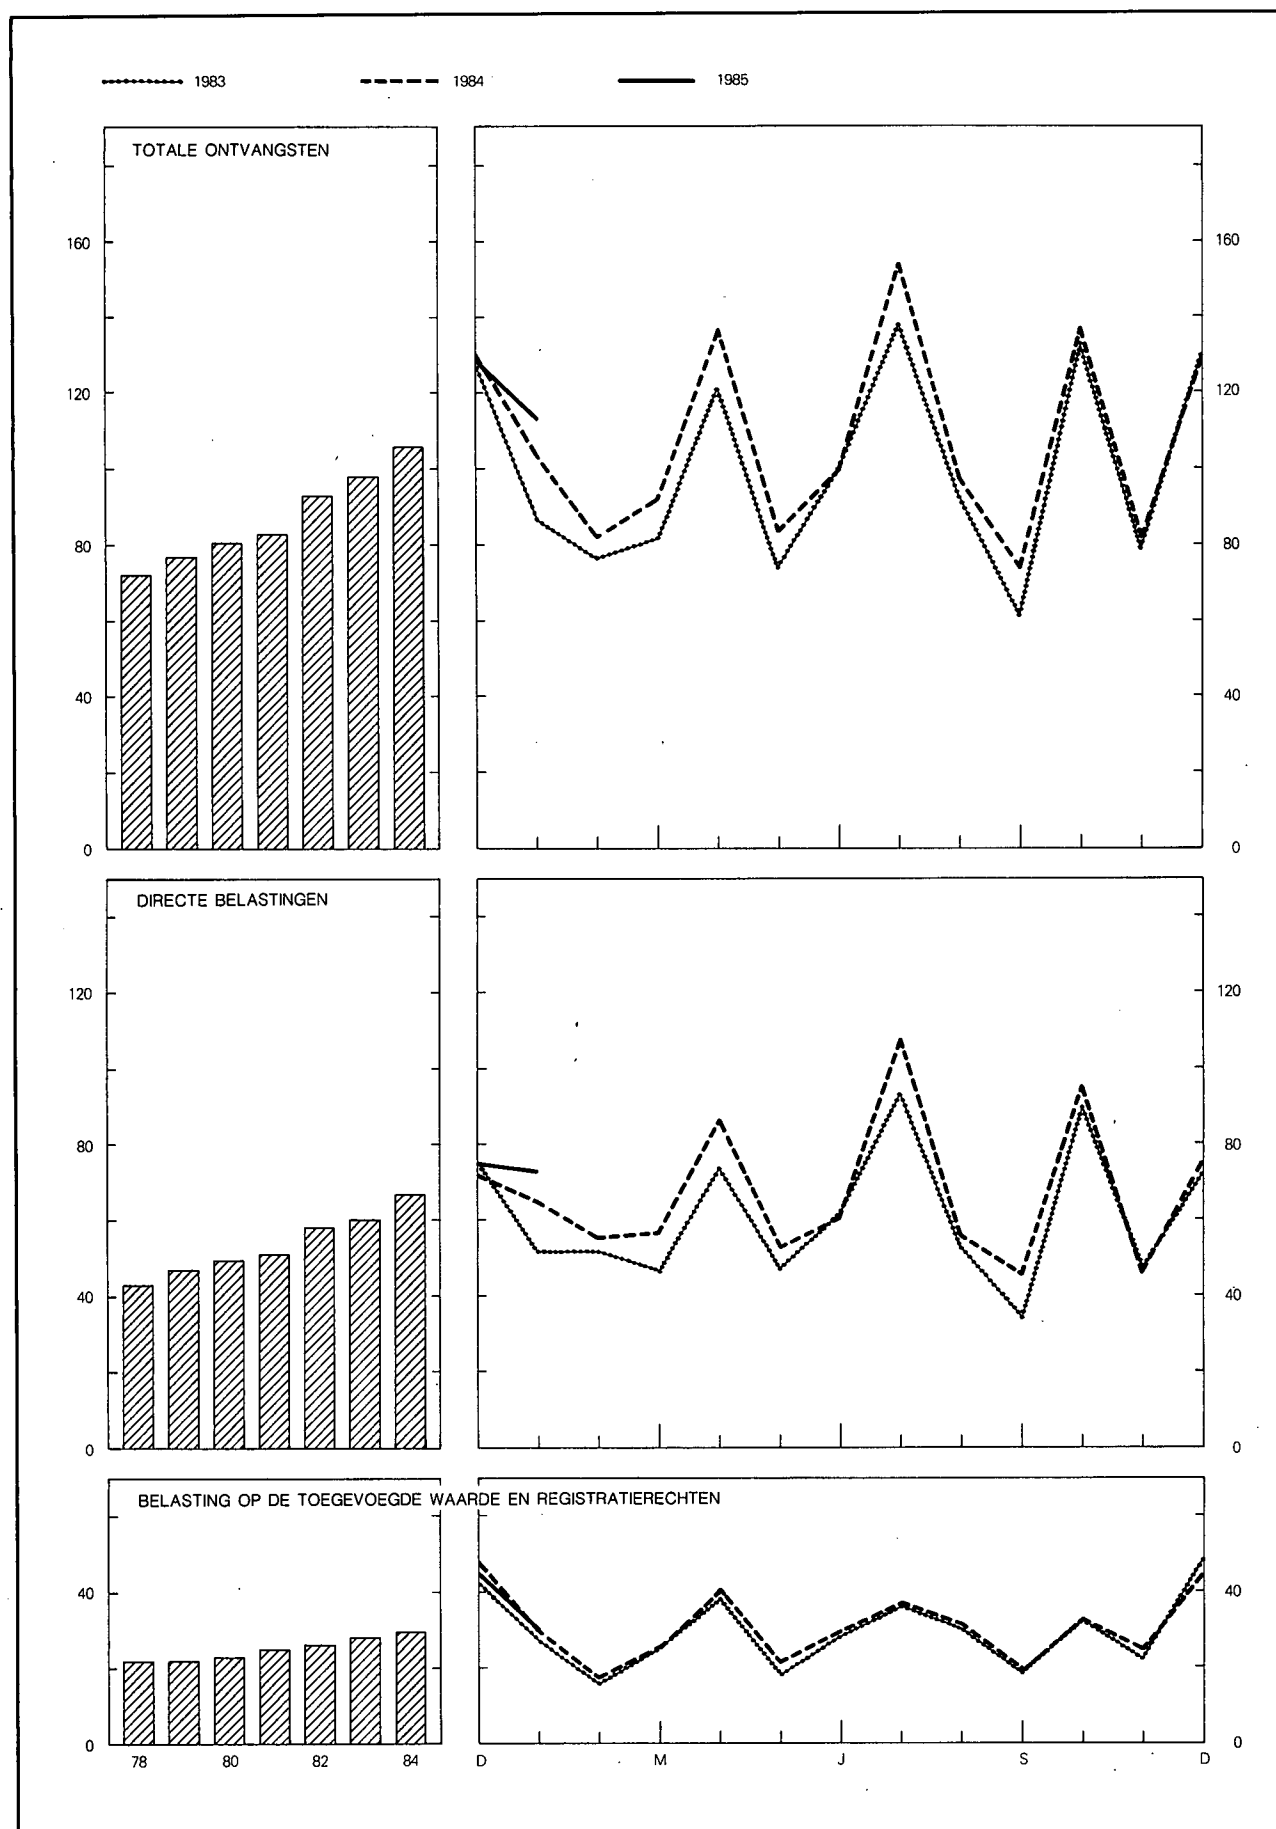 1983 1984 1985
TOTALE ONTVANGSTEN
160 160
120 120
80 80
40 40
0 0
DIRECTE BELASTINGEN
120 120
80 80
40 40
0 0
BELASTING OP DE TOEGEVOEGDE WAARDE EN REGISTRATIERECHTEN
40 40
0 0
78 80 82 84 D M J S D